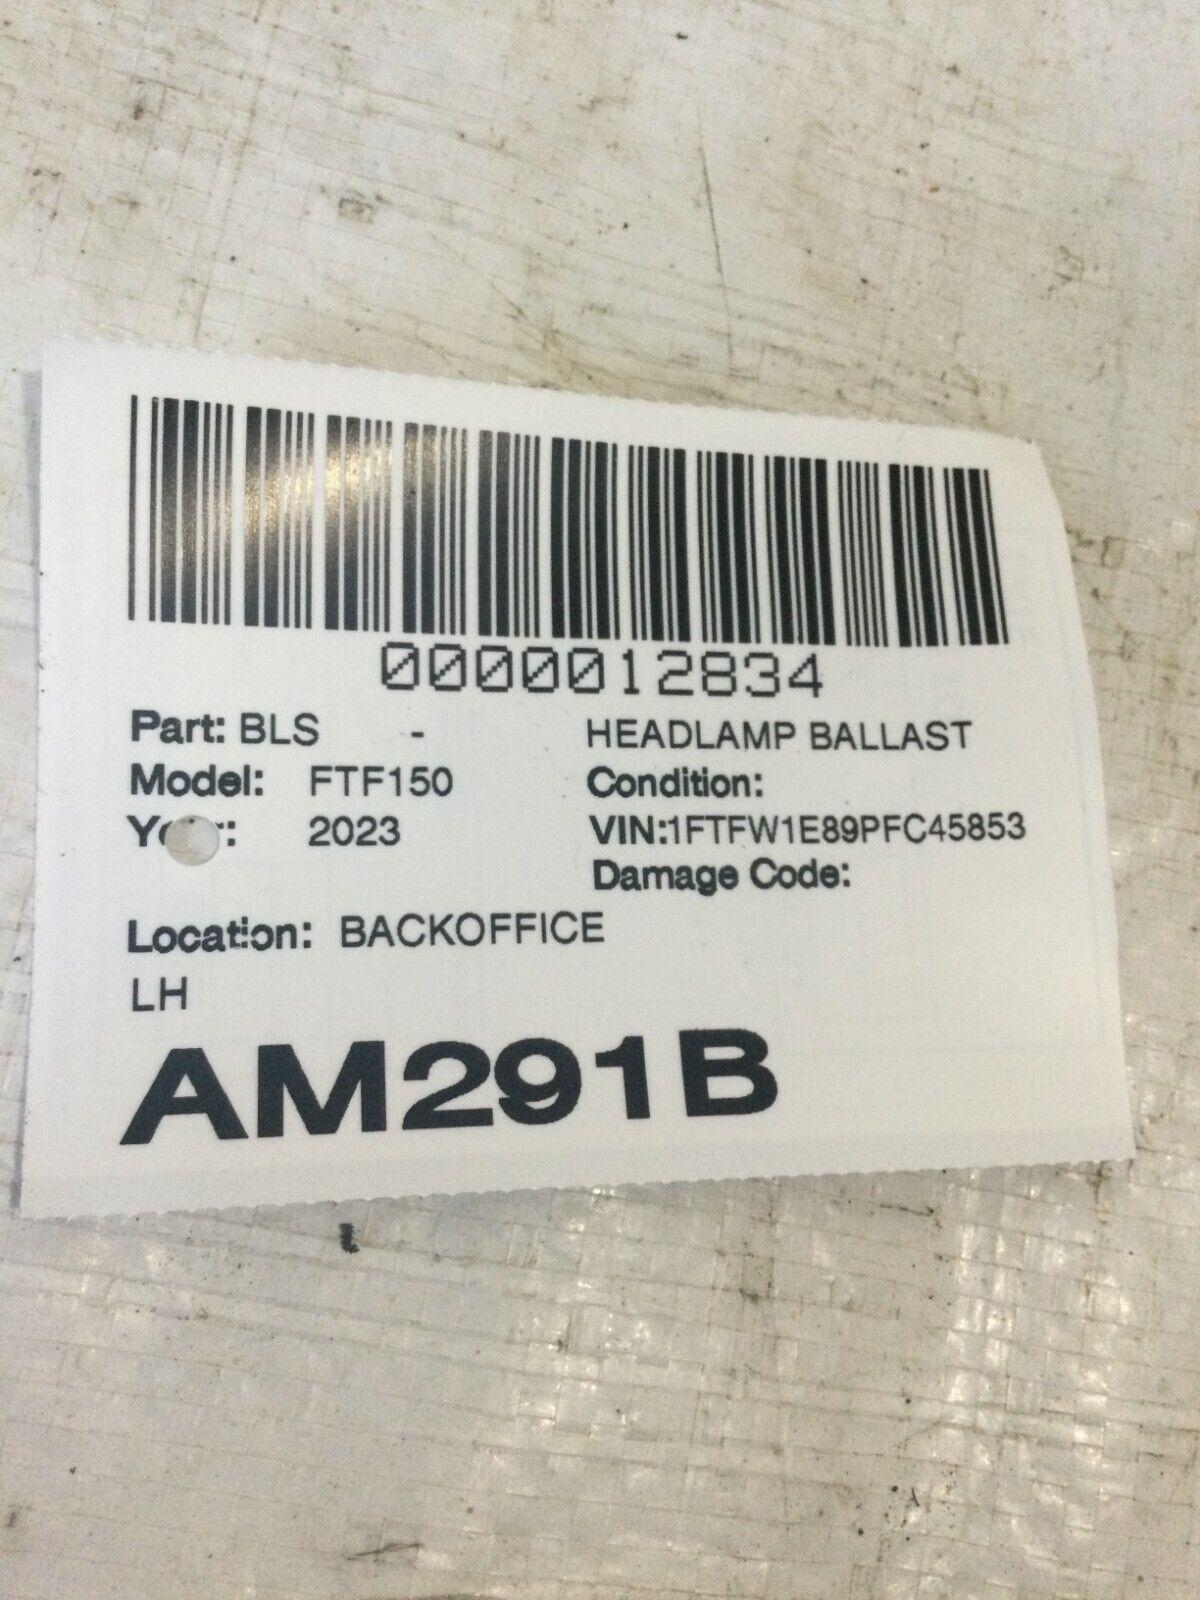 0000012834
Part: BLS - HEADLAMP BALLAST
Model: FTF150 Condition:
2023 VIN:1FTFW1E89PFC45853
Damage Code:
Location: BACKOFFICE
LH
AM291B